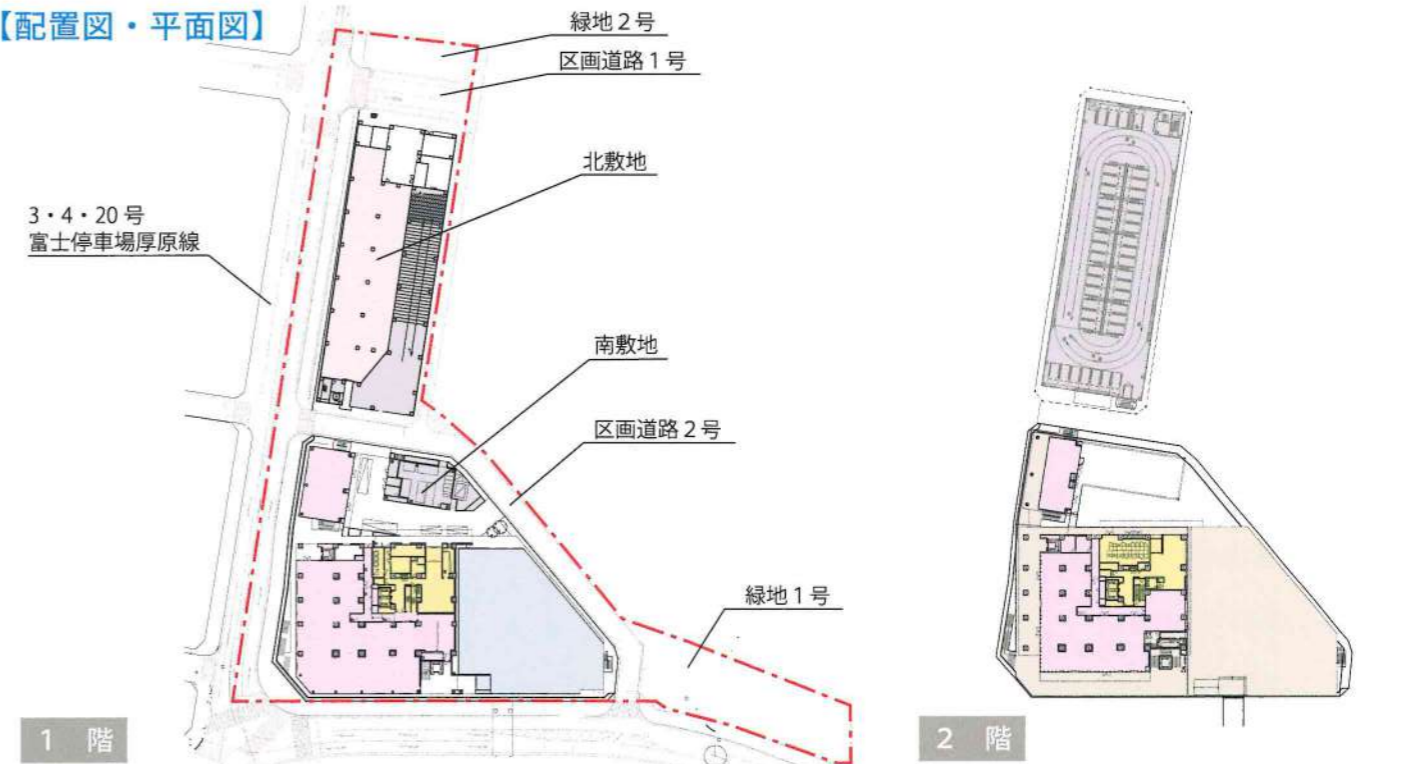 【配置図・平面図】
緑地２号
区画道路１号
北敷地
3・4・20 号
富士停車場厚原線
南敷地
区画道路２号
緑地１号
1 階
2 階